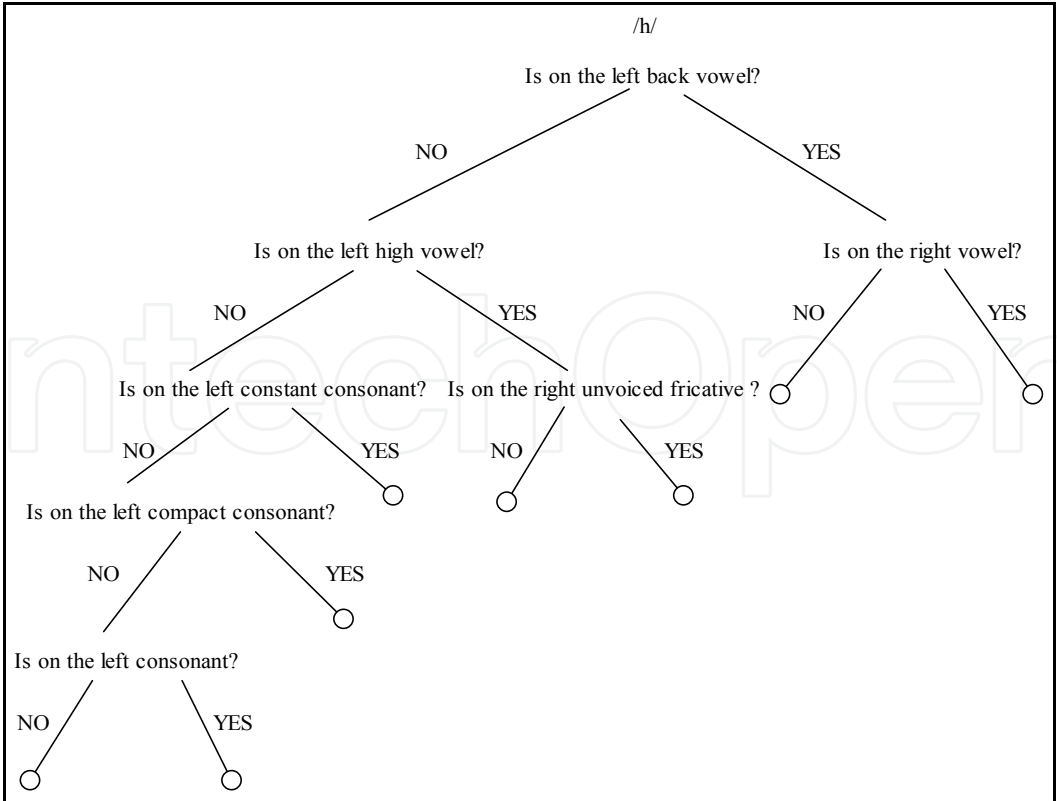 /h/
Is on the left back vowel?
NO
YES
Is on the left high vowel?
Is on the right vowel?
NO
YES
NO
YES
Is on the left constant consonant?
Is on the right unvoiced fricative ?
NO
YES
NO
YES
Is on the left compact consonant?
NO
YES
Is on the left consonant?
NO
YES
ntechOpen